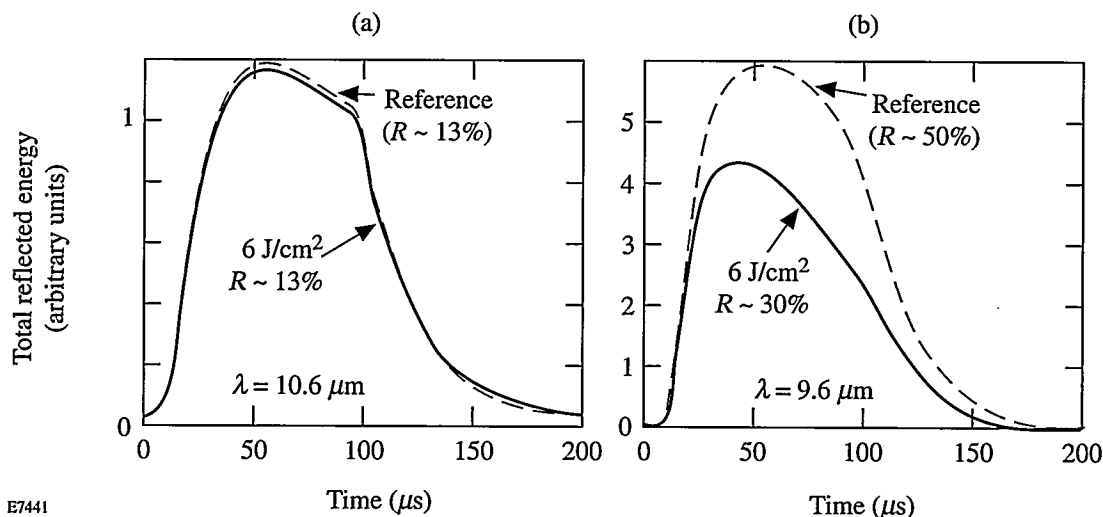 (a)
(b)
Total reflected energy
(arbitrary units)
1
0
Reference
(R ~ 13%)
6 J/cm²
R ~ 13%
λ = 10.6 μm
0
50
100
150
200
Time (μs)
5
4
3
2
1
0
Reference
(R ~ 50%)
6 J/cm²
R ~ 30%
λ = 9.6 μm
0
50
100
150
200
Time (μs)
E7441